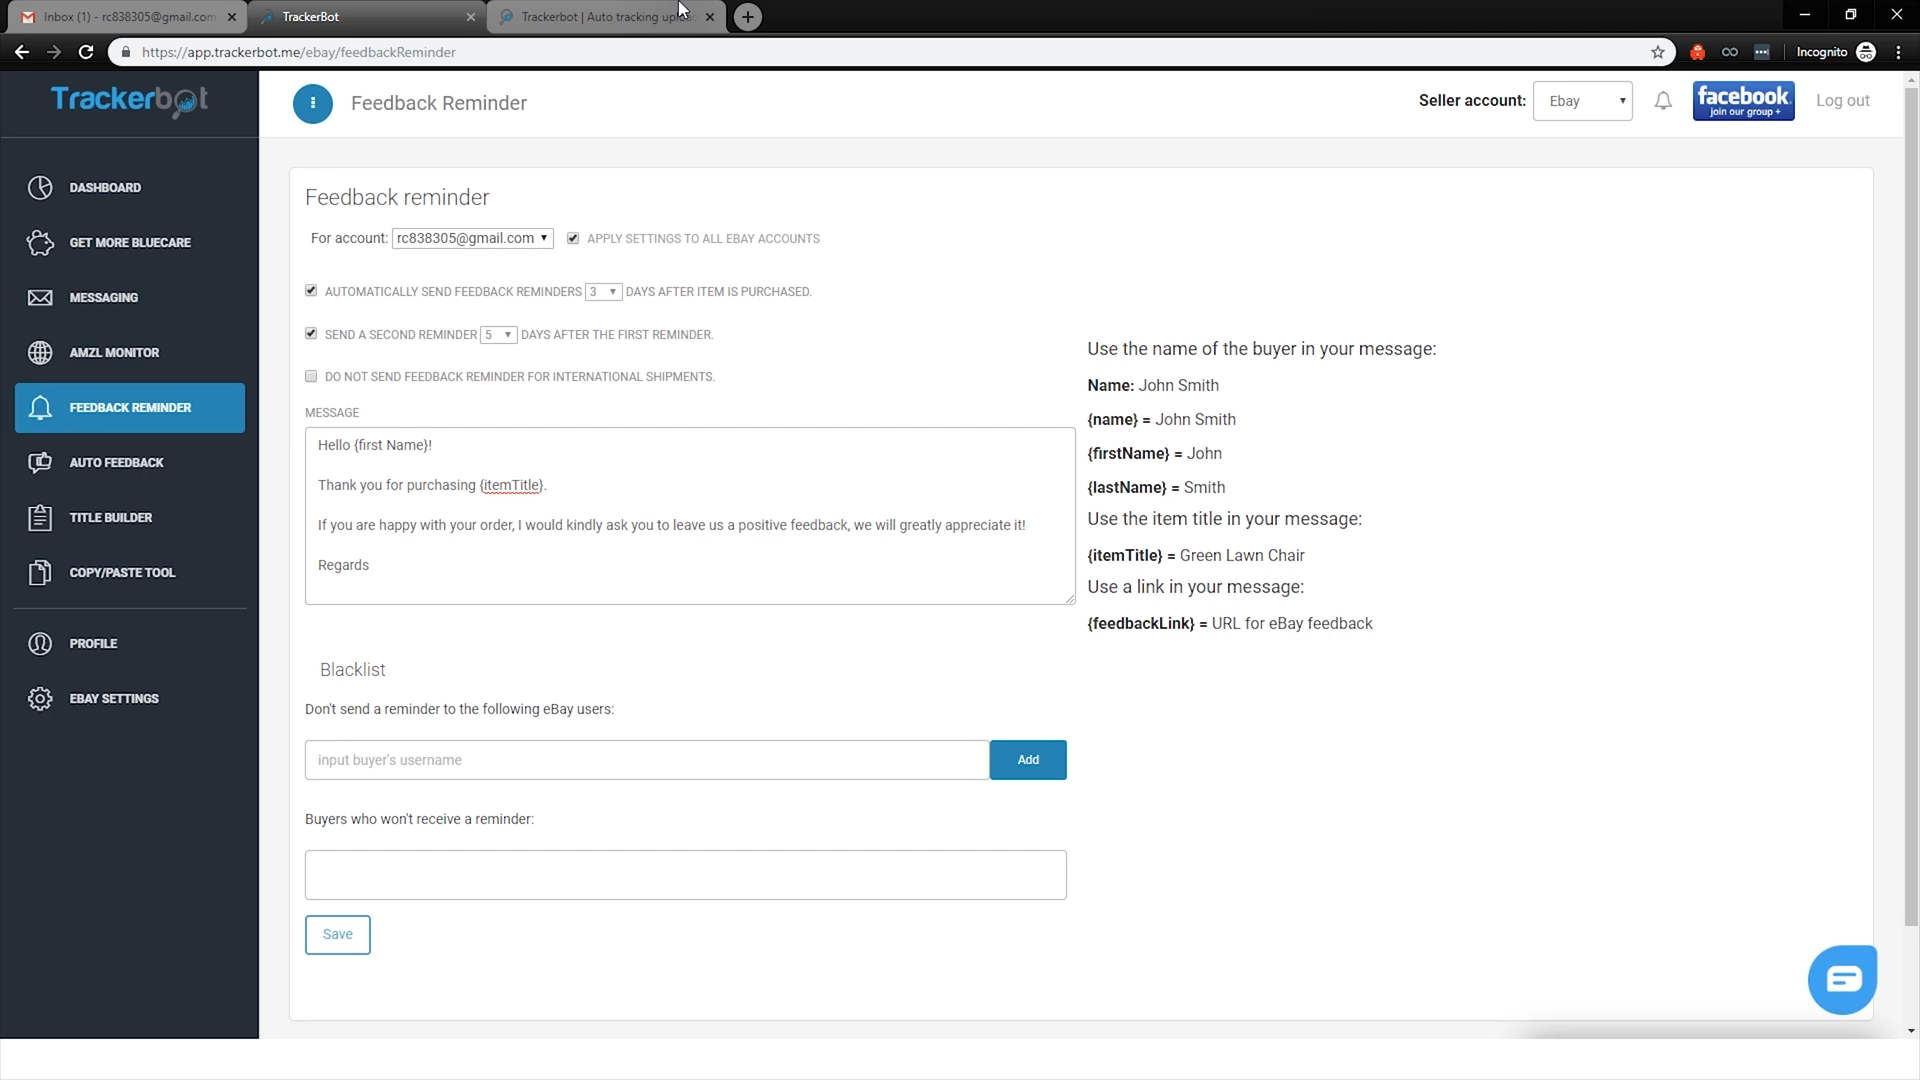 Inbox (1) - rc838305@gmail.com
TrackerBot
Trackerbot | Auto tracking
https://app.trackerbot.me/ebay/feedbackReminder
Incognito
Trackerbot
Feedback Reminder
Seller account:
Ebay
facebook
join our group +
Log out
DASHBOARD
GET MORE BLUECARE
MESSAGING
AMZL MONITOR
FEEDBACK REMINDER
AUTO FEEDBACK
TITLE BUILDER
COPY/PASTE TOOL
PROFILE
EBAY SETTINGS
Feedback reminder
For account: rc838305@gmail.com APPLY SETTINGS TO ALL EBAY ACCOUNTS
AUTOMATICALLY SEND FEEDBACK REMINDERS 3 DAYS AFTER ITEM IS PURCHASED.
SEND A SECOND REMINDER 5 DAYS AFTER THE FIRST REMINDER.
DO NOT SEND FEEDBACK REMINDER FOR INTERNATIONAL SHIPMENTS.
MESSAGE
Hello {first Name}!
Thank you for purchasing {itemTitle}.
If you are happy with your order, I would kindly ask you to leave us a positive feedback, we will greatly appreciate it!
Regards
Use the name of the buyer in your message:
Name: John Smith
{name} = John Smith
{firstName} = John
{lastName} = Smith
Use the item title in your message:
{itemTitle} = Green Lawn Chair
Use a link in your message:
{feedbackLink} = URL for eBay feedback
Blacklist
Don't send a reminder to the following eBay users:
input buyer's username
Add
Buyers who won't receive a reminder:
Save